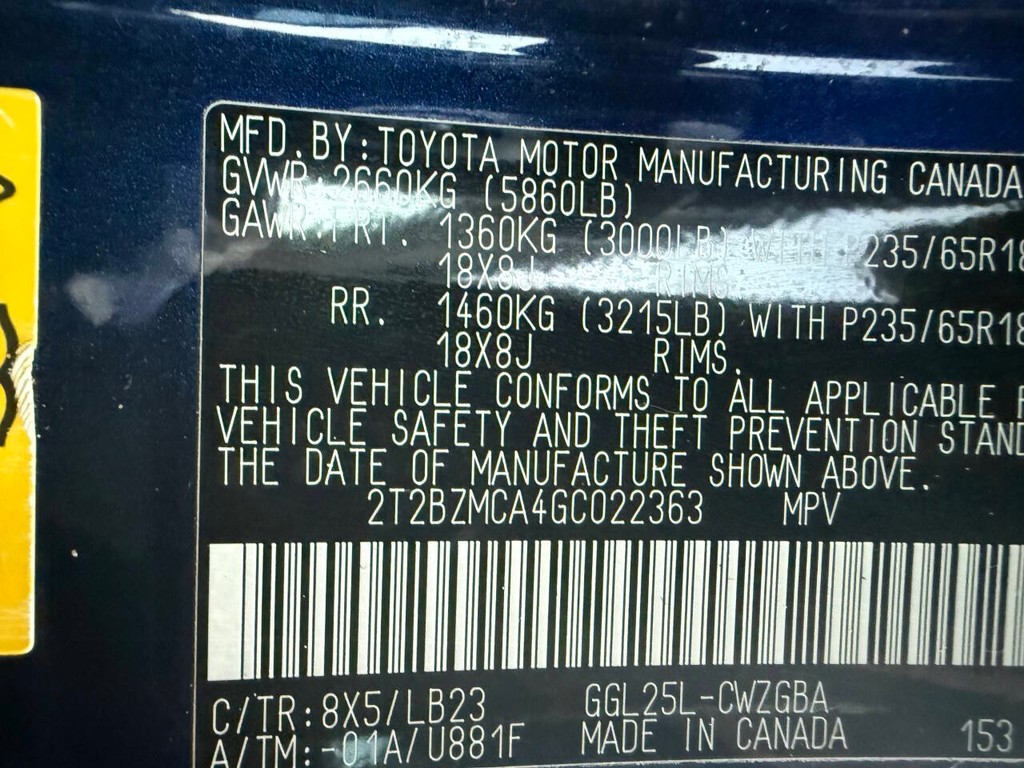 MFD.BY:TOYOTA MOTOR MANUFACTURING CANADA
GVWR:2660KG (5860LB)
GAWR:FRT. 1360KG (3000LB) WITH P235/65R18
18X8J RIMS
RR. 1460KG (3215LB) WITH P235/65R18
18X8J RIMS.
THIS VEHICLE CONFORMS TO ALL APPLICABLE F
VEHICLE SAFETY AND THEFT PREVENTION STAND
THE DATE OF MANUFACTURE SHOWN ABOVE.
2T2BZMCA4GC022363 MPV
C/TR:8X5/LB23 GGL25L-CWZGBA
A/TM:-01A/U881F MADE IN CANADA 153